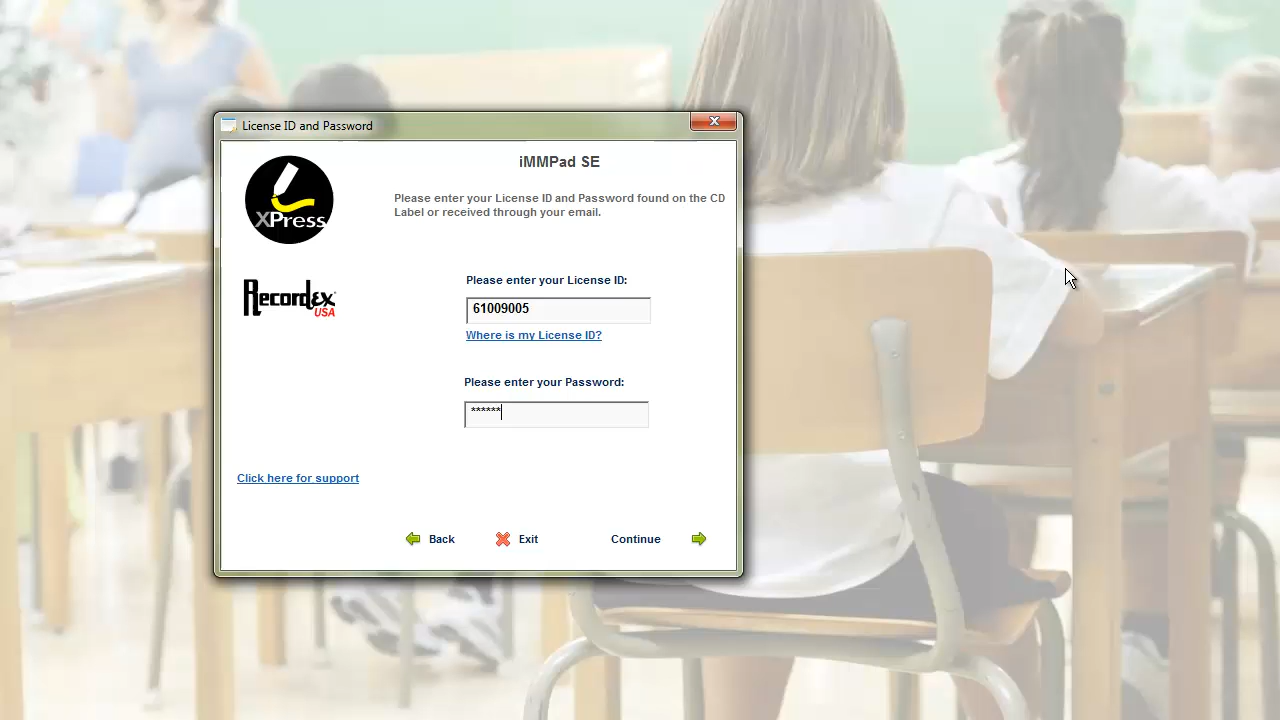 License ID and Password
XPress
iMMPad SE
Please enter your License ID and Password found on the CD
Label or received through your email.
Recordex
USA
Please enter your License ID:
61009005
Where is my License ID?
Please enter your Password:
******
Click here for support
Back
Exit
Continue